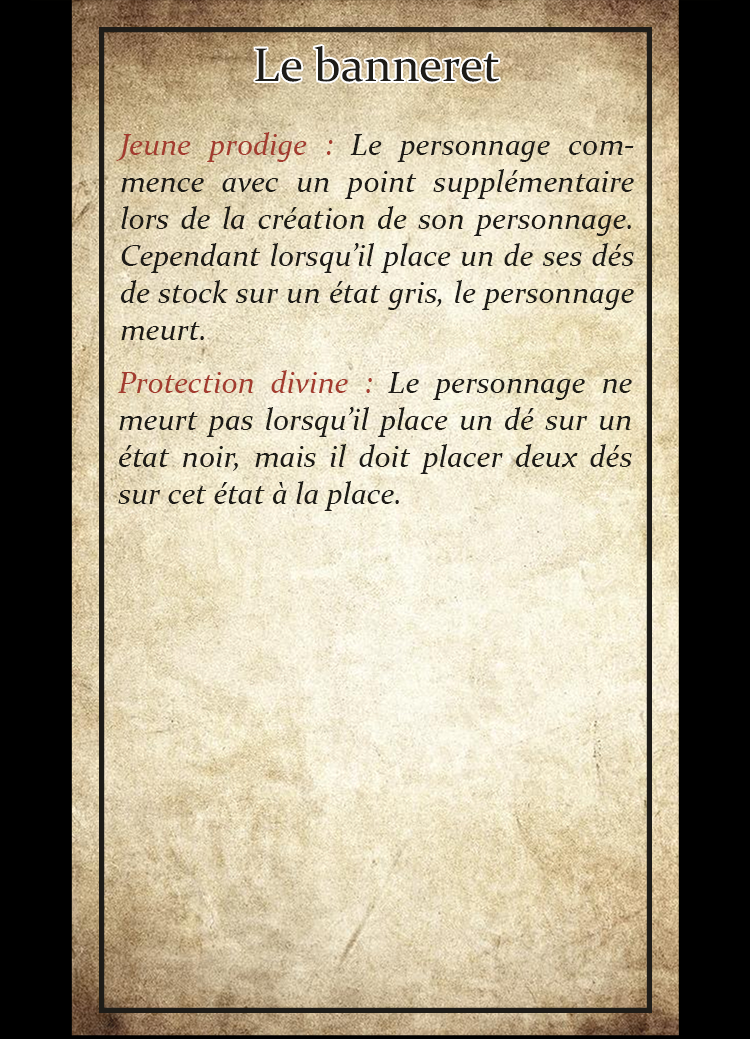 Le banneret
Jeune prodige : Le personnage com-
mence avec un point supplémentaire
lors de la création de son personnage.
Cependant lorsqu’il place un de ses dés
de stock sur un état gris, le personnage
meurt.
Protection divine : Le personnage ne
meurt pas lorsqu’il place un dé sur un
état noir, mais il doit placer deux dés
sur cet état à la place.